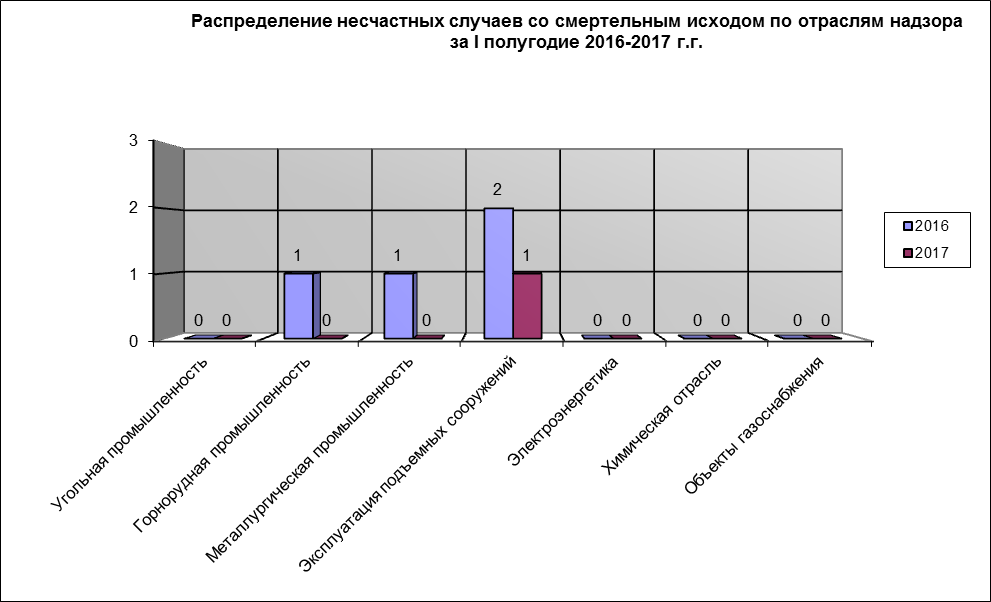 Распределение несчастных случаев со смертельным исходом по отраслям надзора
за I полугодие 2016-2017 г.г.
3
2
1
0
0 0
1 0
1 0
2 1
0 0
0 0
0 0
2016
2017
Угольная промышленность
Горнорудная промышленность
Металлургическая промышленность
Эксплуатация подъемных сооружений
Электроэнергетика
Химическая отрасль
Объекты газоснабжения